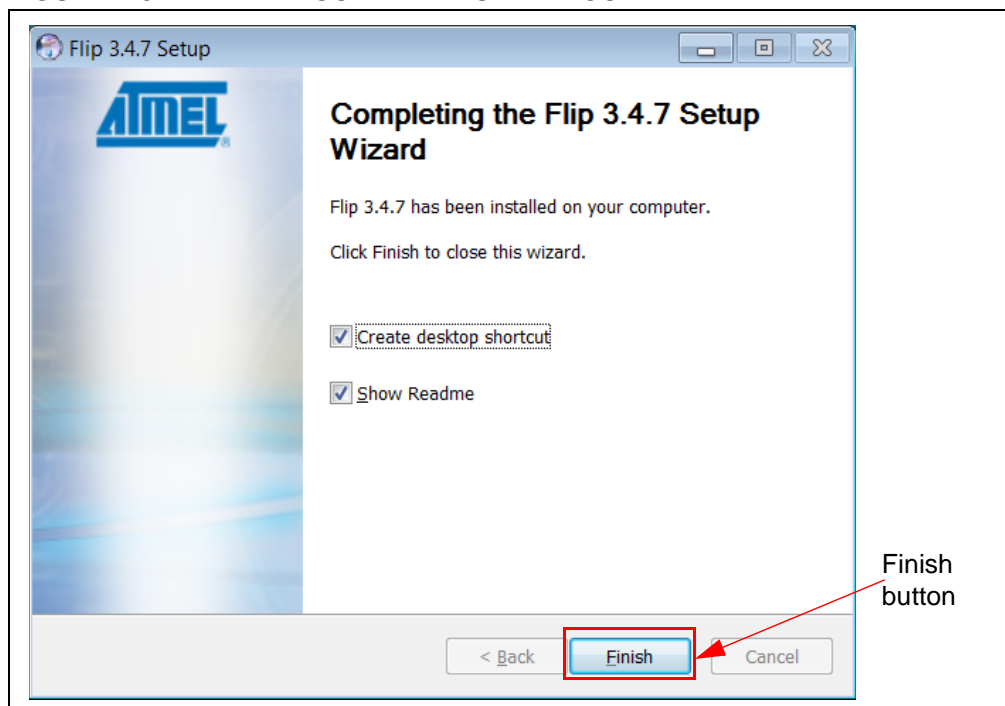 Flip 3.4.7 Setup
ATMEL
®
Completing the Flip 3.4.7 Setup
Wizard
Flip 3.4.7 has been installed on your computer.
Click Finish to close this wizard.
Create desktop shortcut
Show Readme
Finish
button
< Back
Finish
Cancel